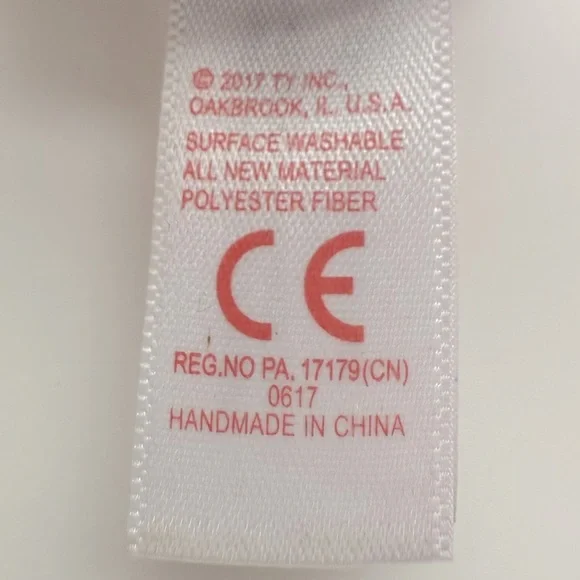 © 2017 TY INC.,
OAKBROOK, IL. U.S.A.
SURFACE WASHABLE
ALL NEW MATERIAL
POLYESTER FIBER
CE
REG.NO PA. 17179(CN)
0617
HANDMADE IN CHINA